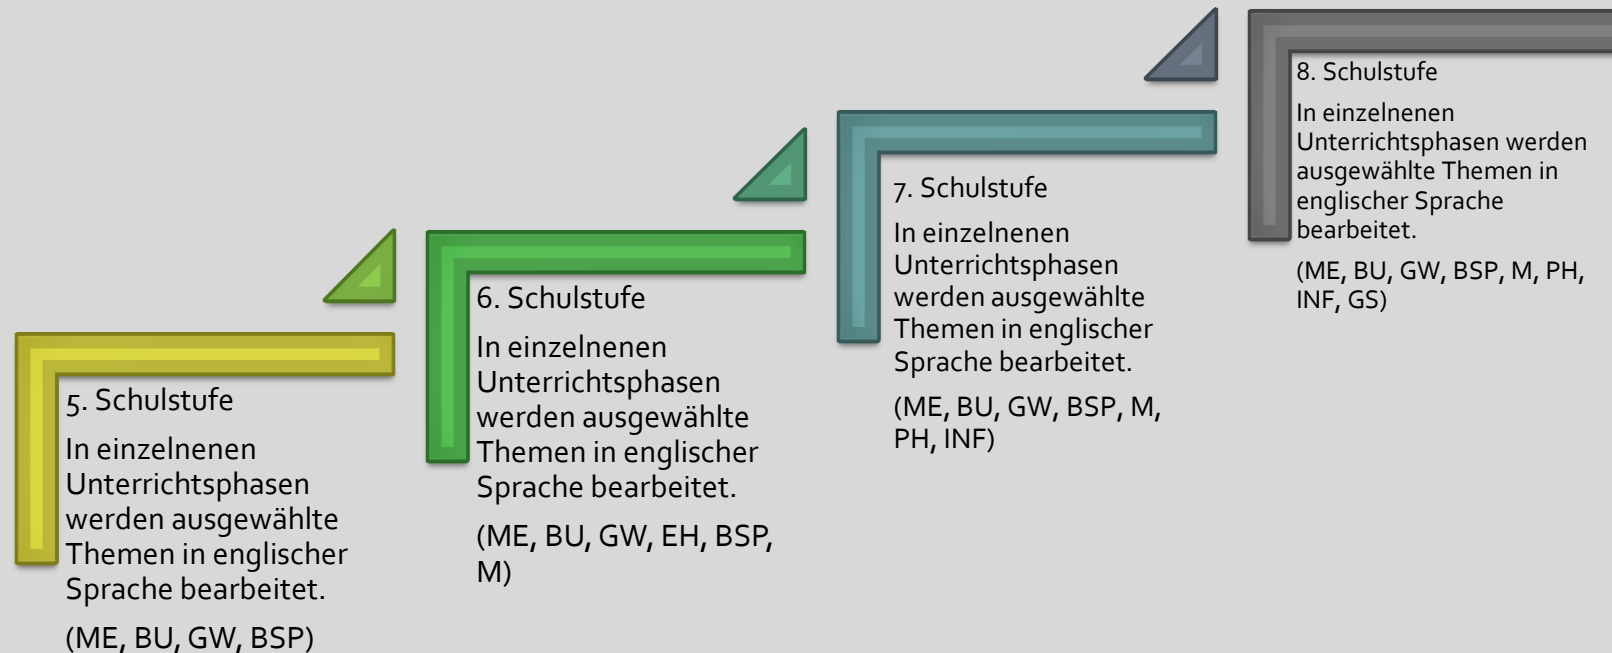 5. Schulstufe
In einzelnenen
Unterrichtsphasen
werden ausgewählte
Themen in englischer
Sprache bearbeitet.
(ME, BU, GW, BSP)
6. Schulstufe
In einzelnenen
Unterrichtsphasen
werden ausgewählte
Themen in englischer
Sprache bearbeitet.
(ME, BU, GW, EH, BSP,
M)
7. Schulstufe
In einzelnenen
Unterrichtsphasen
werden ausgewählte
Themen in englischer
Sprache bearbeitet.
(ME, BU, GW, BSP, M,
PH, INF)
8. Schulstufe
In einzelnenen
Unterrichtsphasen werden
ausgewählte Themen in
englischer Sprache
bearbeitet.
(ME, BU, GW, BSP, M, PH,
INF, GS)